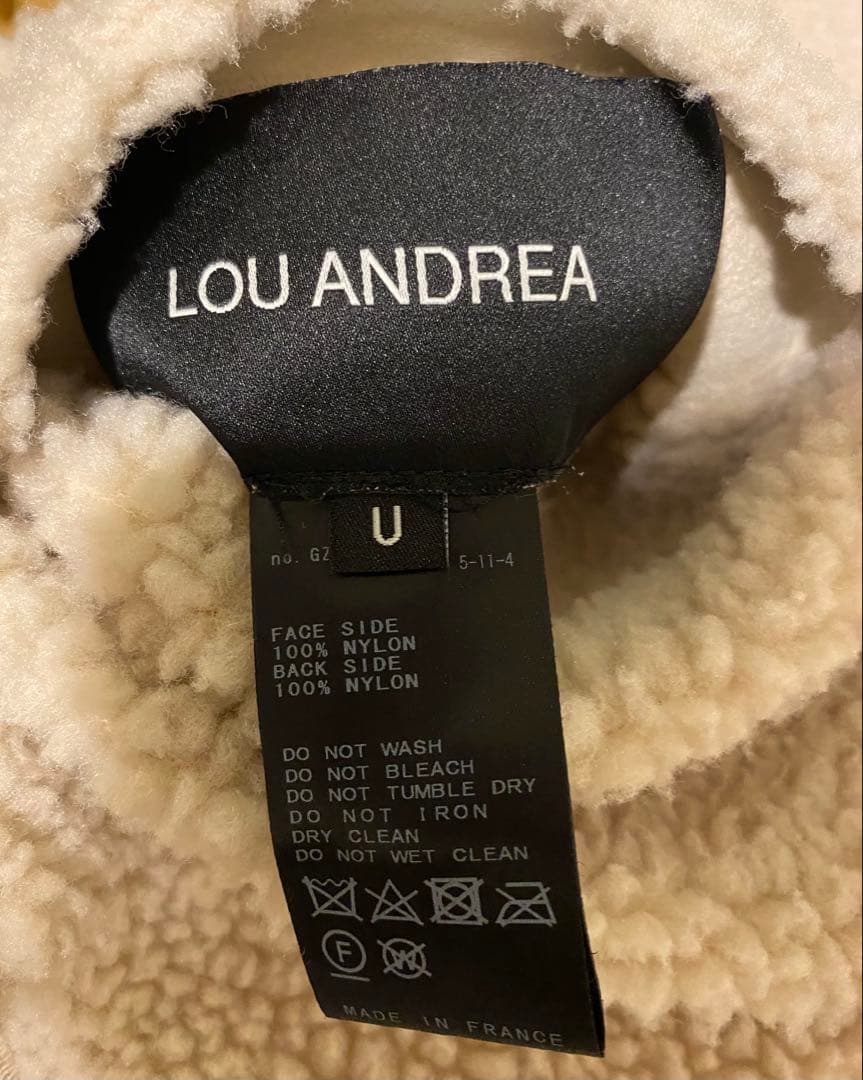 LOU ANDREA
U
no. GZ 5-11-4
FACE SIDE
100% NYLON
BACK SIDE
100% NYLON
DO NOT WASH
DO NOT BLEACH
DO NOT TUMBLE DRY
DO NOT IRON
DRY CLEAN
DO NOT WET CLEAN
F W
MADE IN FRANCE